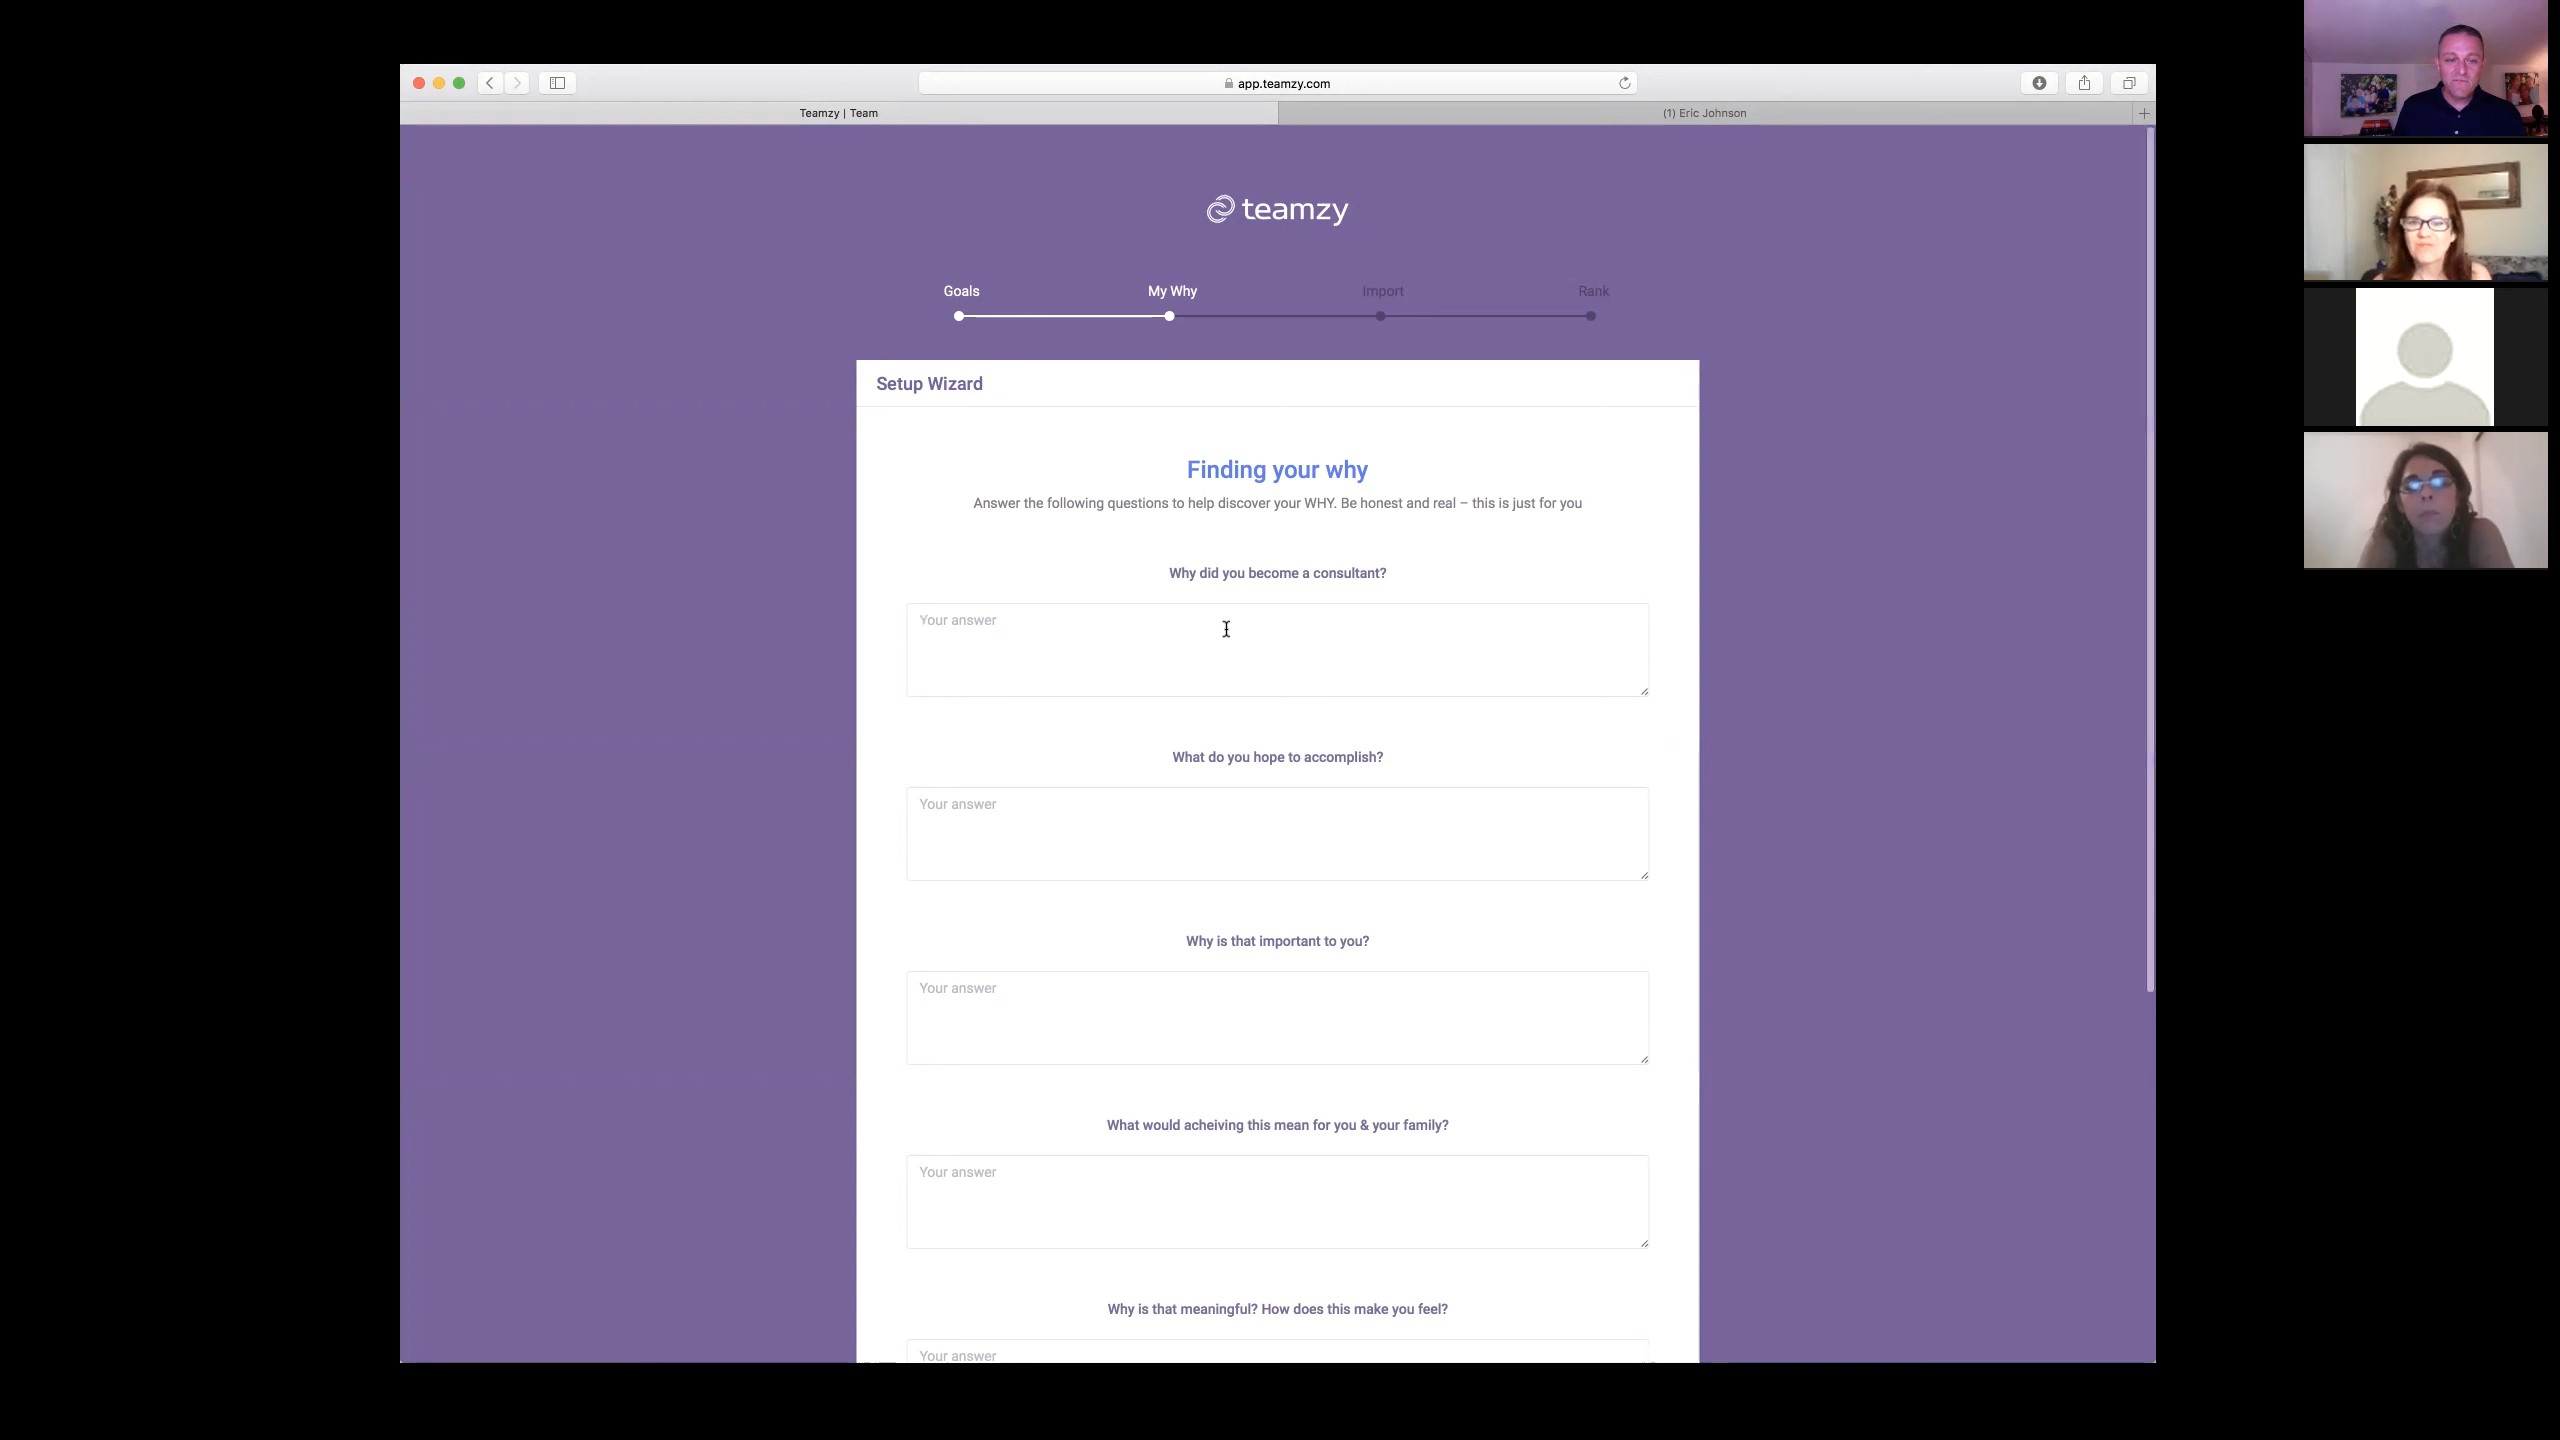 app.teamzy.com
Teamzy | Team
(1) Eric Johnson
teamzy
Goals
My Why
Import
Rank
Setup Wizard
Finding your why
Answer the following questions to help discover your WHY. Be honest and real – this is just for you
Why did you become a consultant?
Your answer
What do you hope to accomplish?
Your answer
Why is that important to you?
Your answer
What would acheiving this mean for you & your family?
Your answer
Why is that meaningful? How does this make you feel?
Your answer